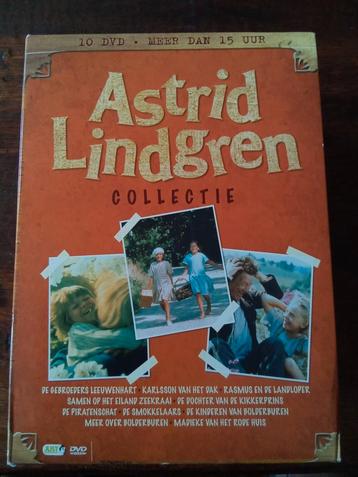 10 DVD • MEER DAN 15 UUR
Astrid
Lindgren
COLLECTIE
DE GEBROEDERS LEEUWENHART • KARLSSON VAN HET DAK • RASMUS EN DE LANDLOPER
SAMEN OP HET EILAND ZEEKRAAI • DE DOCHTER VAN DE KIKKERPRINS
DE PIRATENSCHAT • DE SMOKKELAARS • DE KINDEREN VAN BOLDERBUREN
MEER OVER BOLDERBUREN • MADIEKE VAN HET RODE HUIS
DVD